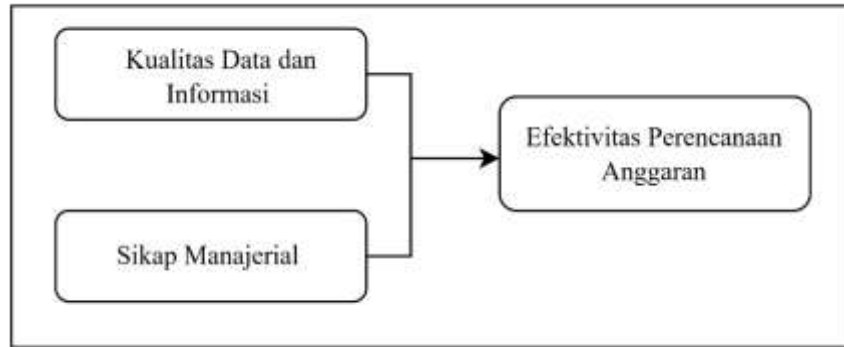 Kualitas Data dan
Informasi
Efektivitas Perencanaan
Anggaran
Sikap Manajerial